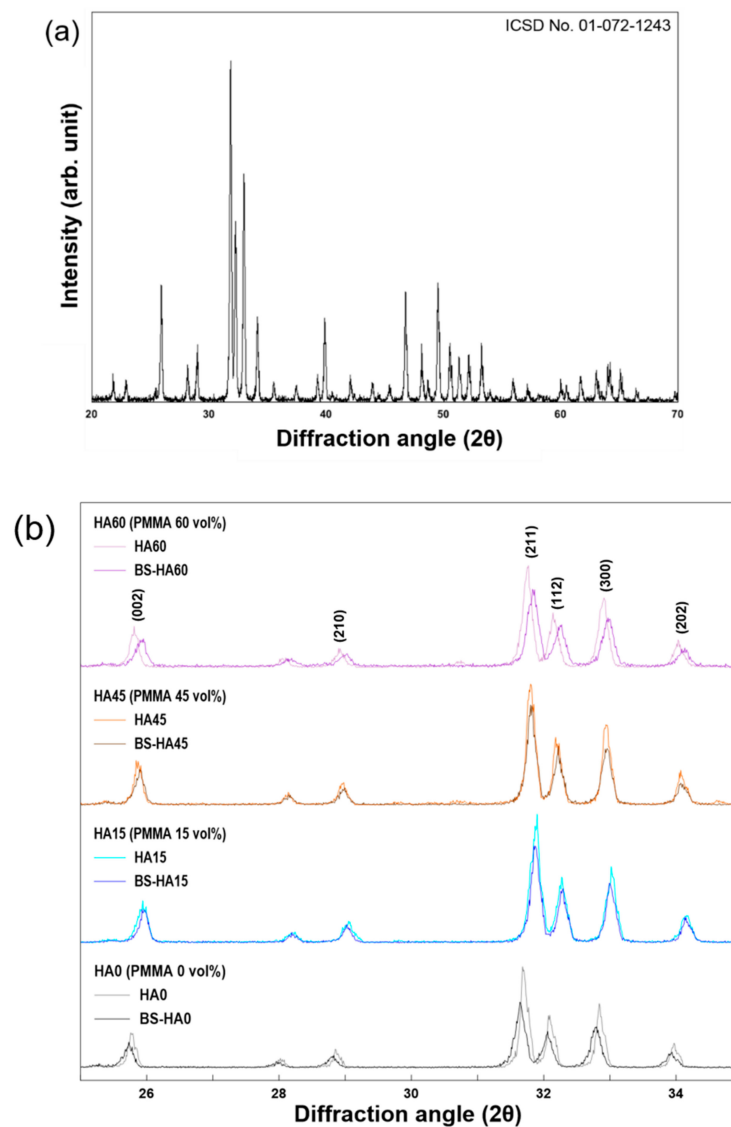 (a)
ICSD No. 01-072-1243
Intensity (arb. unit)
20 30 40 50 60 70
Diffraction angle (2θ)
(b)
HA60 (PMMA 60 vol%)
HA60
BS-HA60
(002)
(210)
(211)
(112)
(300)
(202)
HA45 (PMMA 45 vol%)
HA45
BS-HA45
HA15 (PMMA 15 vol%)
HA15
BS-HA15
HA0 (PMMA 0 vol%)
HA0
BS-HA0
26 28 30 32 34
Diffraction angle (2θ)